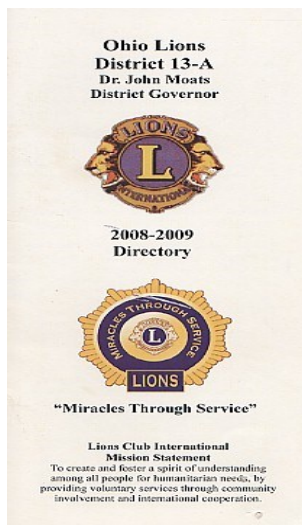 Ohio Lions
District 13-A
Dr. John Moats
District Governor
LIONS
L
INTERNATIONAL
2008-2009
Directory
MIRACLES THROUGH SERVICE
L
LIONS
"Miracles Through Service"
Lions Club International
Mission Statement
To create and foster a spirit of understanding
among all people for humanitarian needs, by
providing voluntary services through community
involvement and international cooperation.